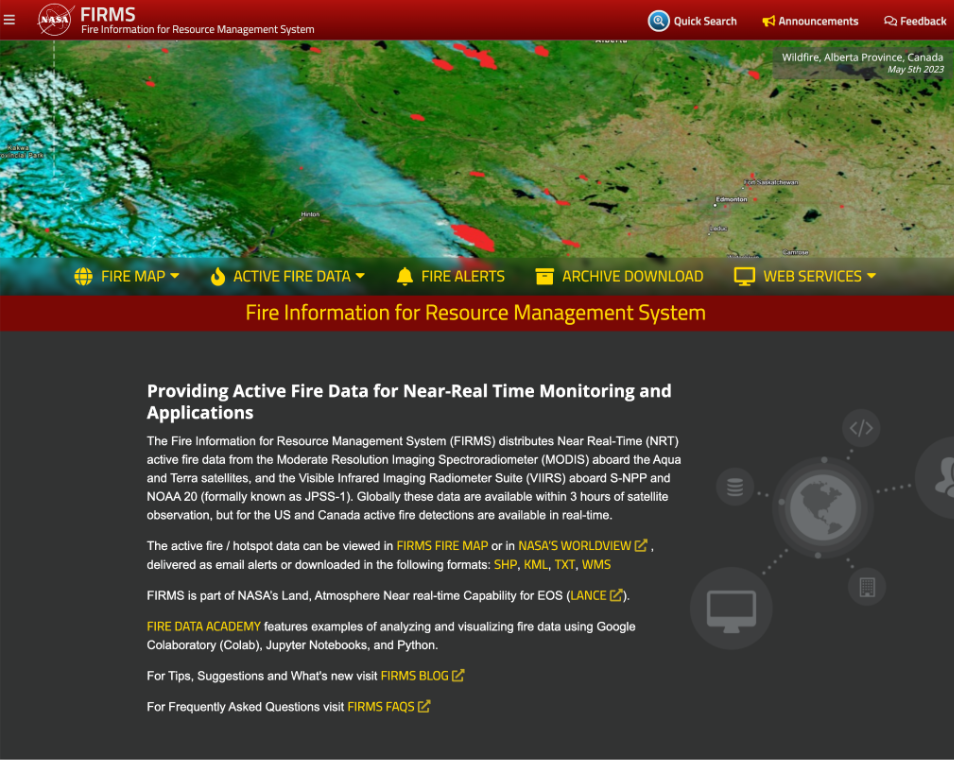 NASA
FIRMS
Fire Information for Resource Management System
Quick Search
Announcements
Feedback
Alberta
Wildfire, Alberta Province, Canada
May 5th 2023
Kakwa
Fort Saskatchewan
Edmonton
Hinton
Leduc
Camrose
FIRE MAP
ACTIVE FIRE DATA
FIRE ALERTS
ARCHIVE DOWNLOAD
WEB SERVICES
Fire Information for Resource Management System
Providing Active Fire Data for Near-Real Time Monitoring and
Applications
The Fire Information for Resource Management System (FIRMS) distributes Near Real-Time (NRT)
active fire data from the Moderate Resolution Imaging Spectroradiometer (MODIS) aboard the Aqua
and Terra satellites, and the Visible Infrared Imaging Radiometer Suite (VIIRS) aboard S-NPP and
NOAA 20 (formally known as JPSS-1). Globally these data are available within 3 hours of satellite
observation, but for the US and Canada active fire detections are available in real-time.
The active fire / hotspot data can be viewed in FIRMS FIRE MAP or in NASA'S WORLDVIEW ,
delivered as email alerts or downloaded in the following formats: SHP, KML, TXT, WMS
FIRMS is part of NASA's Land, Atmosphere Near real-time Capability for EOS (LANCE ).
FIRE DATA ACADEMY features examples of analyzing and visualizing fire data using Google
Colaboratory (Colab), Jupyter Notebooks, and Python.
For Tips, Suggestions and What's new visit FIRMS BLOG
For Frequently Asked Questions visit FIRMS FAQS